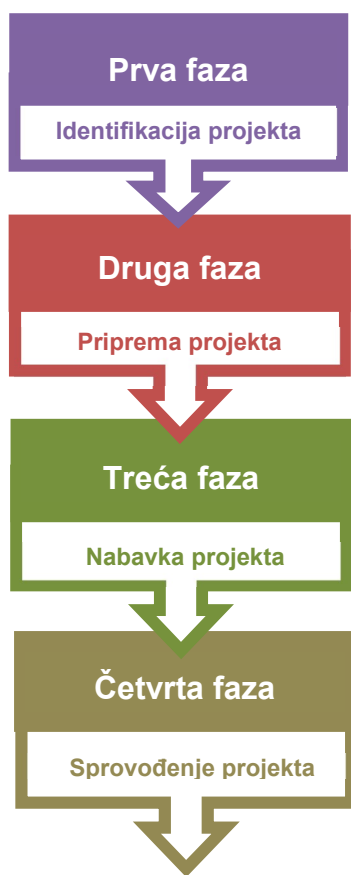 Prva faza
Identifikacija projekta
Druga faza
Priprema projekta
Treća faza
Nabavka projekta
Četvrta faza
Sprovođenje projekta